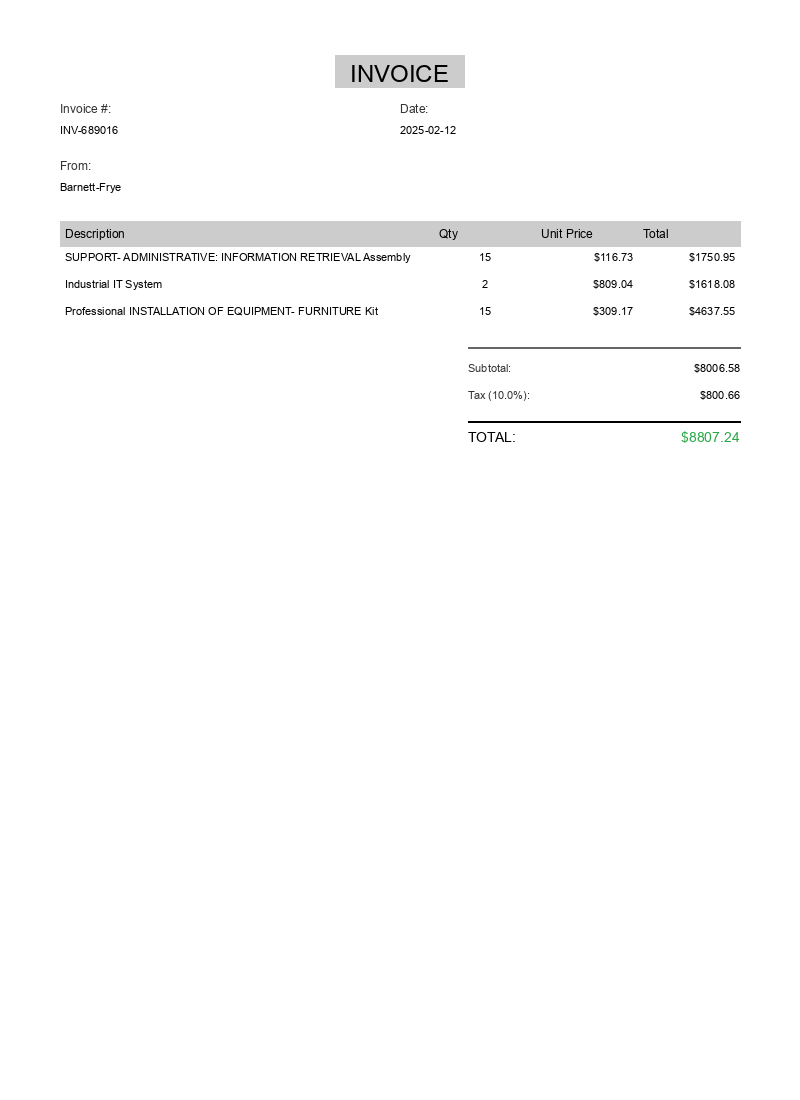 INVOICE
Invoice #: Date:
INV-689016 2025-02-12
From:
Barnett-Frye
Description Qty Unit Price Total
SUPPORT- ADMINISTRATIVE: INFORMATION RETRIEVAL Assembly 15 $116.73 $1750.95
Industrial IT System 2 $809.04 $1618.08
Professional INSTALLATION OF EQUIPMENT- FURNITURE Kit 15 $309.17 $4637.55
Subtotal: $8006.58
Tax (10.0%): $800.66
TOTAL: $8807.24